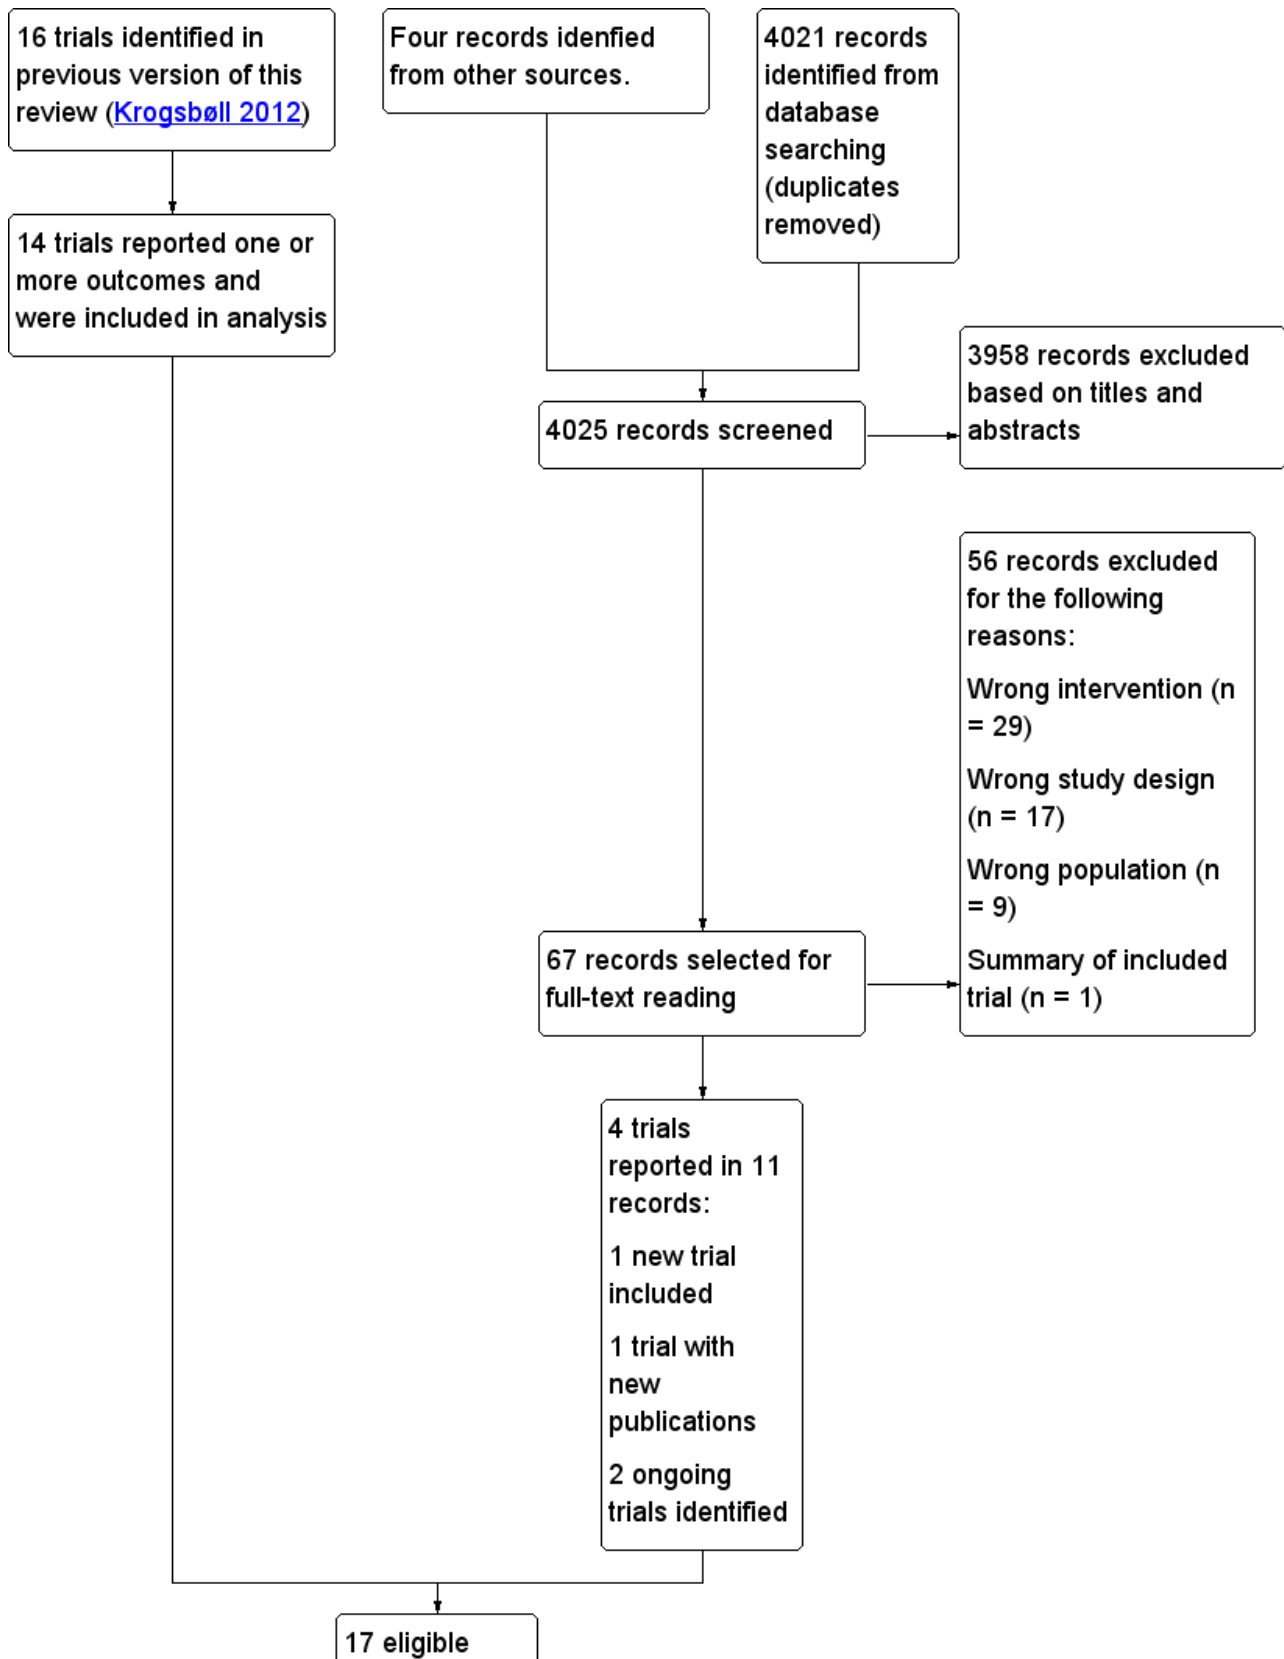 16 trials identified in
previous version of this
review (Krogsbøll 2012)
Four records idenfied
from other sources.
4021 records
identified from
database
searching
(duplicates
removed)
14 trials reported one or
more outcomes and
were included in analysis
3958 records excluded
based on titles and
abstracts
4025 records screened
56 records excluded
for the following
reasons:
Wrong intervention (n
= 29)
Wrong study design
(n = 17)
Wrong population (n
= 9)
Summary of included
trial (n = 1)
67 records selected for
full-text reading
4 trials
reported in 11
records:
1 new trial
included
1 trial with
new
publications
2 ongoing
trials identified
17 eligible